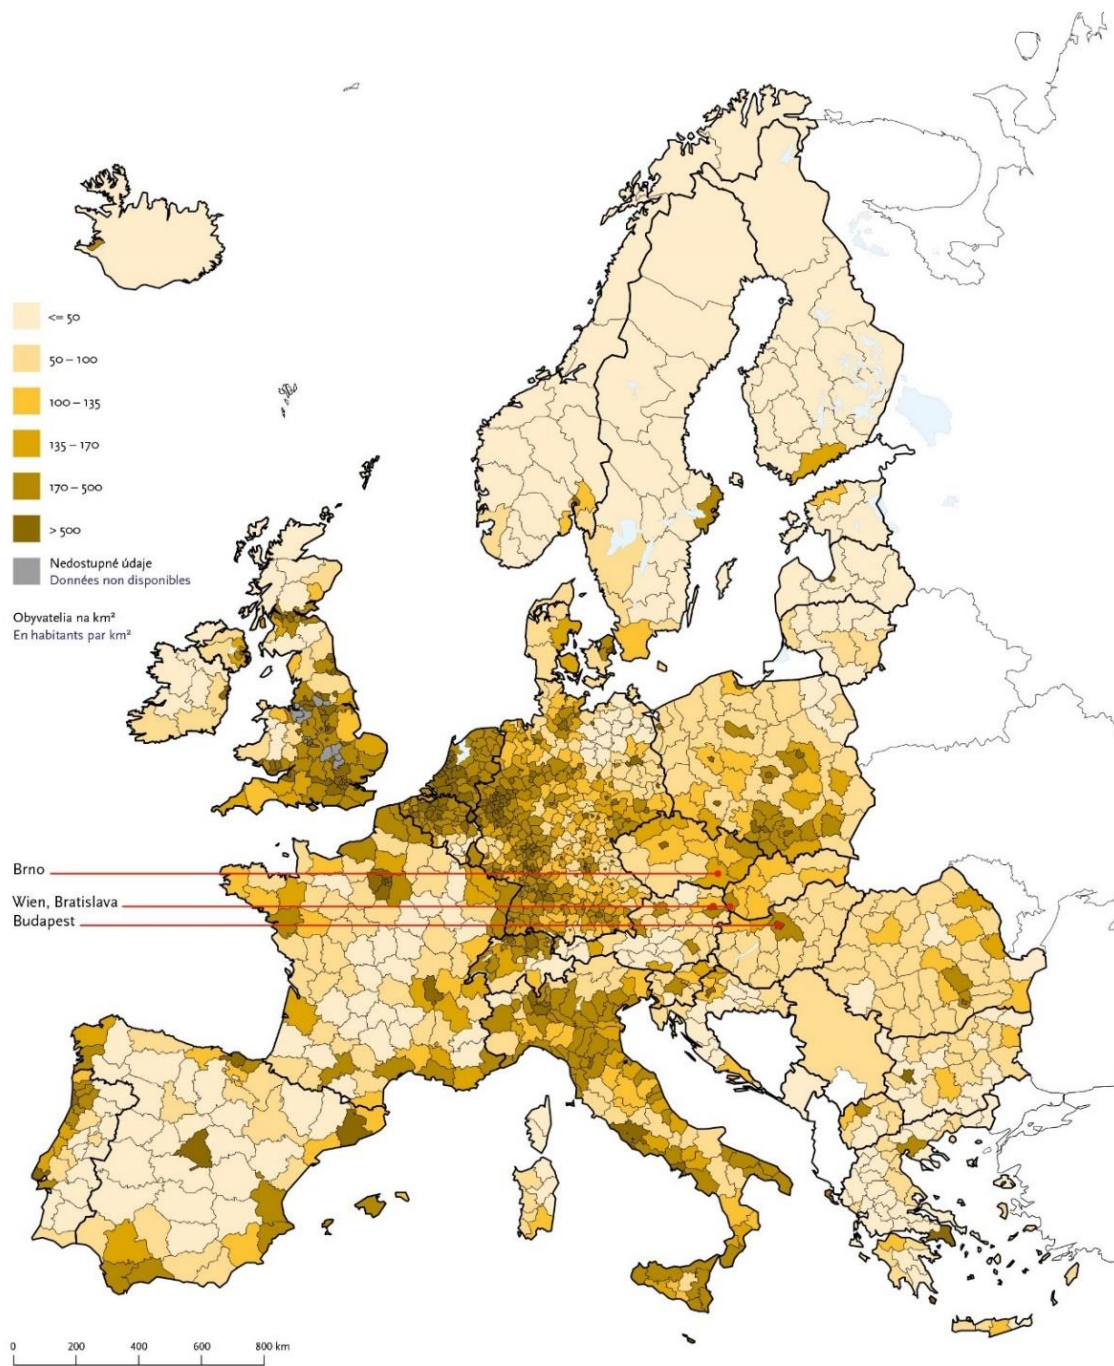 <= 50
50 – 100
100 – 135
135 – 170
170 – 500
> 500
Nedostupné údaje
Données non disponibles
Obyvatelia na km²
En habitants par km²
Brno
Wien, Bratislava
Budapest
0 200 400 600 800 km